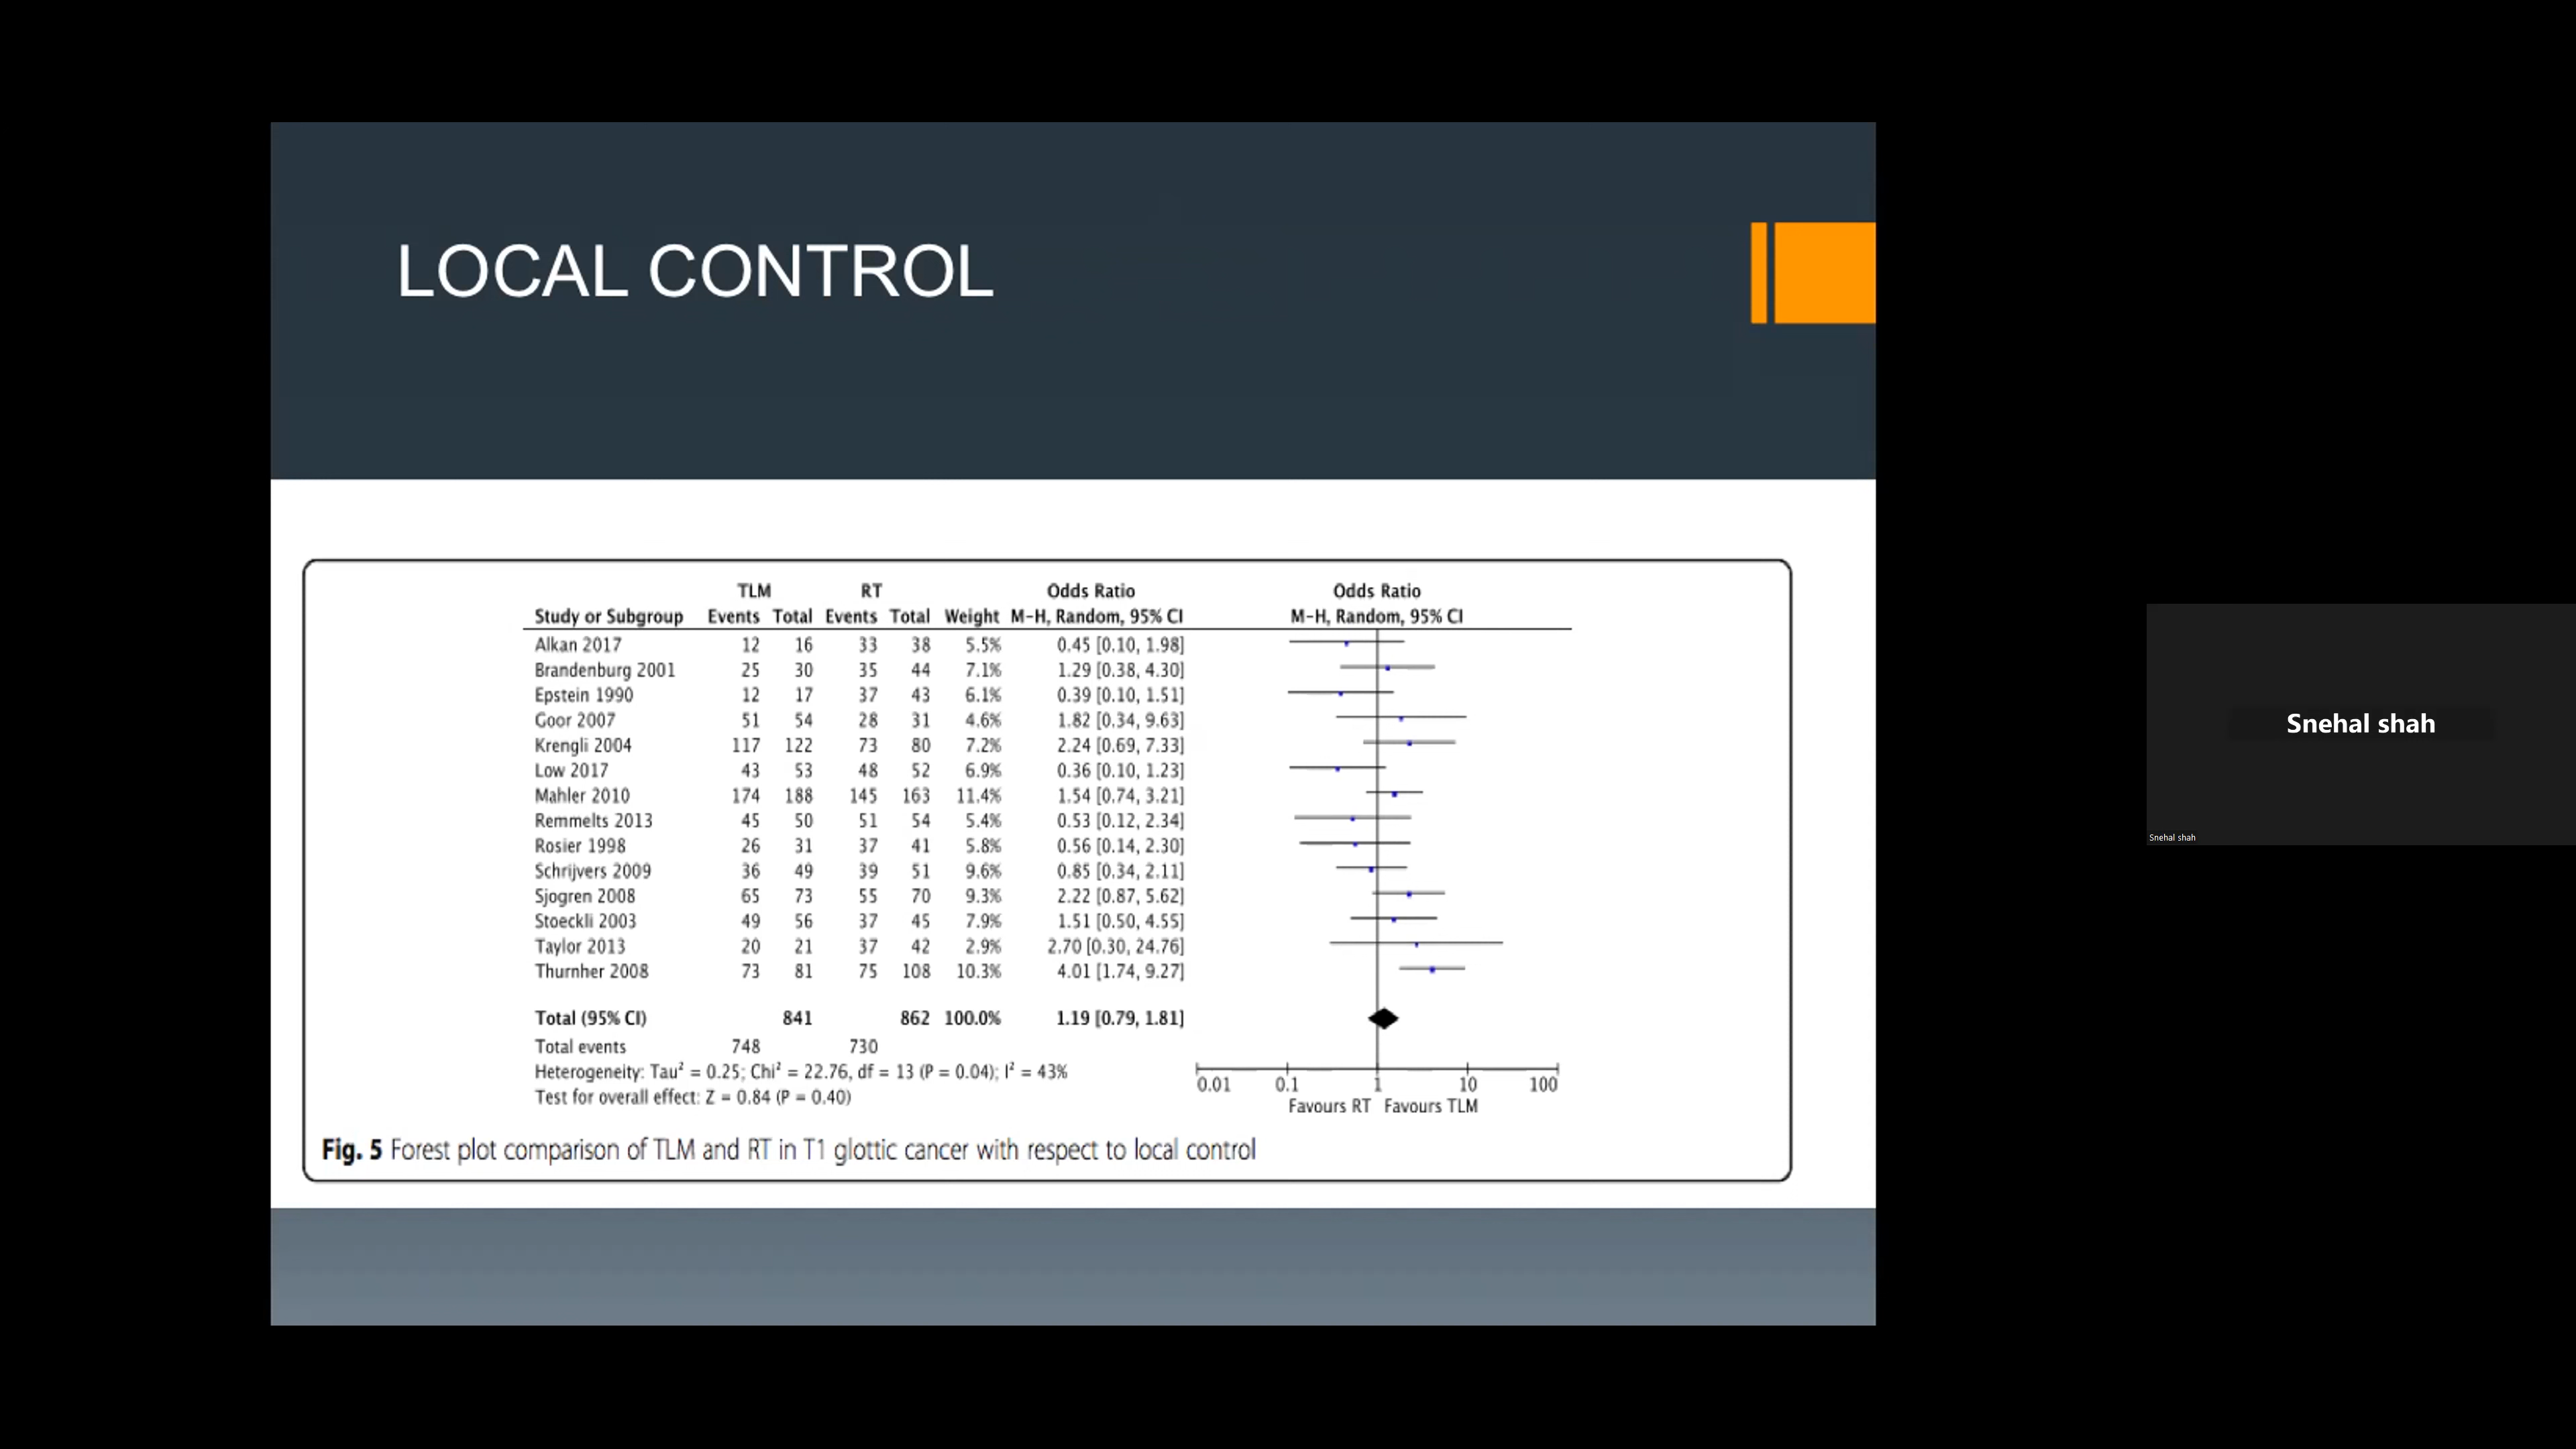 LOCAL CONTROL
TLM RT Odds Ratio Odds Ratio
Study or Subgroup Events Total Events Total Weight M-H, Random, 95% CI M-H, Random, 95% CI
Alkan 2017 12 16 33 38 5.5% 0.45 [0.10, 1.98]
Brandenburg 2001 25 30 35 44 7.1% 1.29 [0.38, 4.30]
Epstein 1990 12 17 37 43 6.1% 0.39 [0.10, 1.51]
Goor 2007 51 54 28 31 4.6% 1.82 [0.34, 9.63]
Krengli 2004 117 122 73 80 7.2% 2.24 [0.69, 7.33]
Low 2017 43 53 48 52 6.9% 0.36 [0.10, 1.23]
Mahler 2010 174 188 145 163 11.4% 1.54 [0.74, 3.21]
Remmelts 2013 45 50 51 54 5.4% 0.53 [0.12, 2.34]
Rosier 1998 26 31 37 41 5.8% 0.56 [0.14, 2.30]
Schrijvers 2009 36 49 39 51 9.6% 0.85 [0.34, 2.11]
Sjogren 2008 65 73 55 70 9.3% 2.22 [0.87, 5.62]
Stoeckli 2003 49 56 37 45 7.9% 1.51 [0.50, 4.55]
Taylor 2013 20 21 37 42 2.9% 2.70 [0.30, 24.76]
Thurnher 2008 73 81 75 108 10.3% 4.01 [1.74, 9.27]
Total (95% CI) 841 862 100.0% 1.19 [0.79, 1.81]
Total events 748 730
Heterogeneity: Tau² = 0.25; Chi² = 22.76, df = 13 (P = 0.04); I² = 43%
Test for overall effect: Z = 0.84 (P = 0.40)
0.01 0.1 1 10 100
Favours RT Favours TLM
Fig. 5 Forest plot comparison of TLM and RT in T1 glottic cancer with respect to local control
Snehal shah
Snehal shah